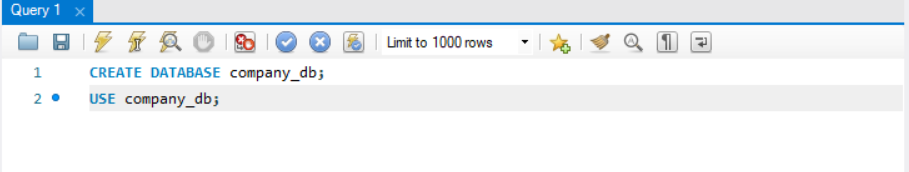 Query 1
Limit to 1000 rows
1 CREATE DATABASE company_db;
2 USE company_db;